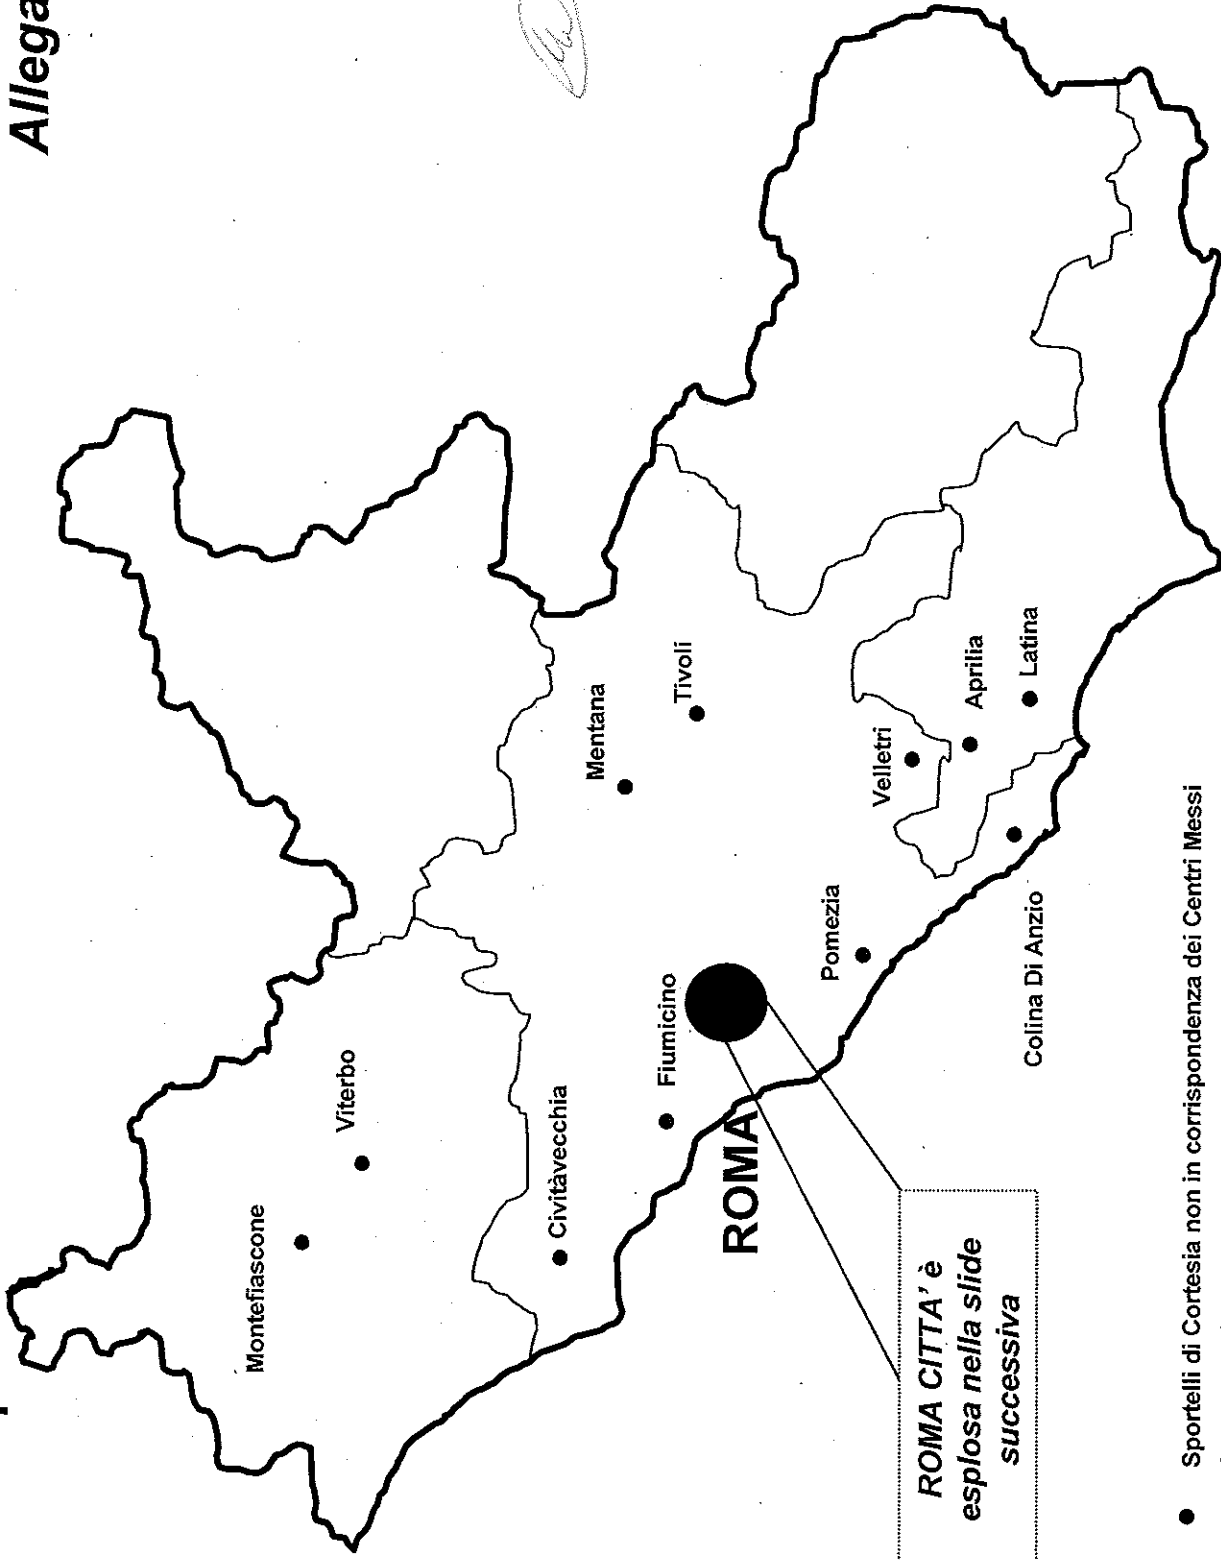 Allega
Montefiascone
Viterbo
Civitàvecchia
Fiumicino
Mentana
Tivoli
ROMA
Pomezia
Velletri
Aprilia
Latina
Colina Di Anzio
ROMA CITTA' è
esplosa nella slide
successiva
Sportelli di Cortesia non in corrispondenza dei Centri Messi